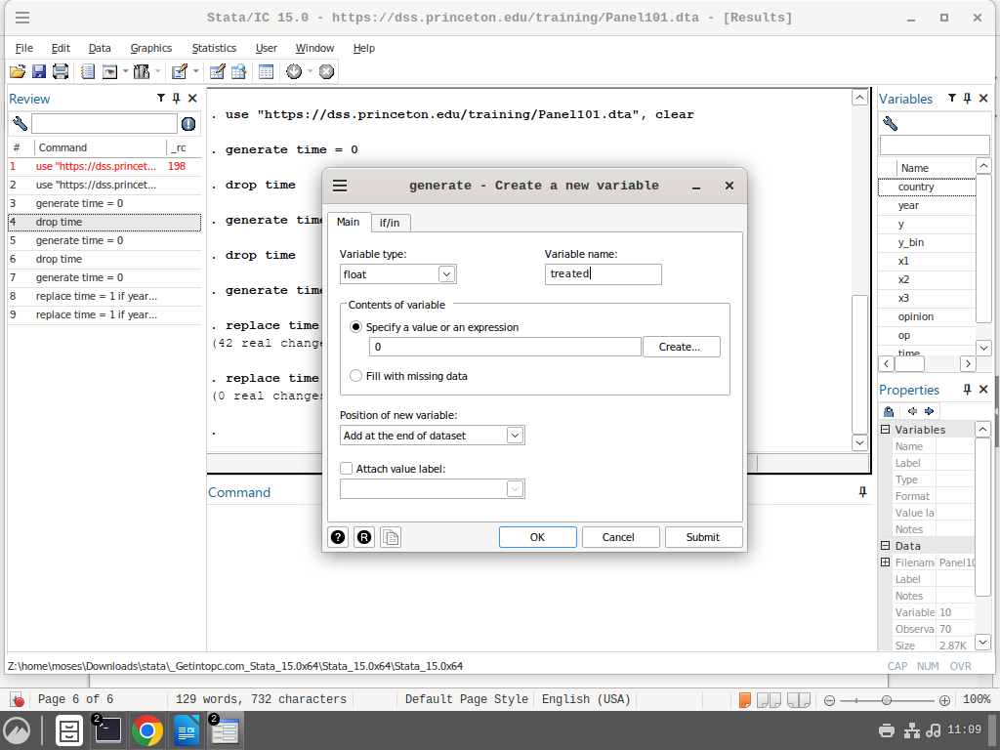 Stata/IC 15.0 - https://dss.princeton.edu/training/Panel101.dta - [Results]
File Edit Data Graphics Statistics User Window Help
Review
# Command _rc
1 use "https://dss.princet... 198
2 use "https://dss.princet...
3 generate time = 0
4 drop time
5 generate time = 0
6 drop time
7 generate time = 0
8 replace time = 1 if year...
9 replace time = 1 if year...
. use "https://dss.princeton.edu/training/Panel101.dta", clear
. generate time = 0
. drop time
. generate time
. drop time
. generate time
. replace time
(42 real change
. replace time
(0 real changes
.
Command
generate - Create a new variable
Main if/in
Variable type: Variable name:
float treated
Contents of variable
Specify a value or an expression
0 Create...
Fill with missing data
Position of new variable:
Add at the end of dataset
Attach value label:
? R OK Cancel Submit
Variables
Name
country
year
y
y_bin
x1
x2
x3
opinion
op
time
Properties
Variables
Name
Label
Type
Format
Value la
Notes
Data
Filenam Panel10
Label
Notes
Variable 10
Observa 70
Size 2.87K
Z:\home\moses\Downloads\stata\_Getintopc.com_Stata_15.0x64\Stata_15.0x64\Stata_15.0x64
CAP NUM OVR
Page 6 of 6 129 words, 732 characters Default Page Style English (USA) 100%
2 2 11:09